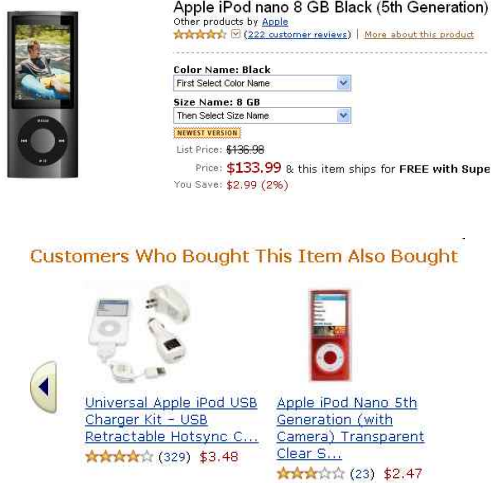 Apple iPod nano 8 GB Black (5th Generation)
Other products by Apple
(222 customer reviews) | More about this product
Color Name: Black
First Select Color Name
Size Name: 8 GB
Then Select Size Name
NEWEST VERSION
List Price: $136.98
Price: $133.99 & this item ships for FREE with Supe
You Save: $2.99 (2%)
Customers Who Bought This Item Also Bought
Universal Apple iPod USB
Charger Kit - USB
Retractable Hotsync C...
(329) $3.48
Apple iPod Nano 5th
Generation (with
Camera) Transparent
Clear S...
(23) $2.47